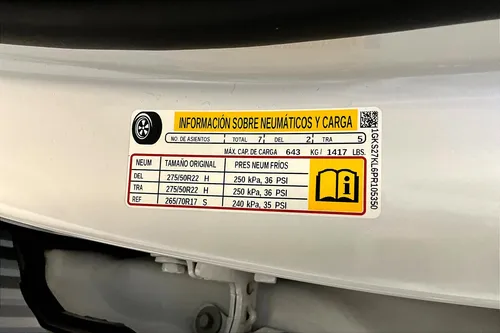 INFORMACIÓN SOBRE NEUMÁTICOS Y CARGA
NO. DE ASIENTOS TOTAL 7 DEL 2 TRA 5
MÁX. CAP. DE CARGA 643 KG / 1417 LBS.
NEUM TAMAÑO ORIGINAL PRES NEUM FRÍOS
DEL 275/50R22 H 250 kPa, 36 PSI
TRA 275/50R22 H 250 kPa, 36 PSI
REF 265/70R17 S 240 kPa, 35 PSI
1GKS27KL6PR105350